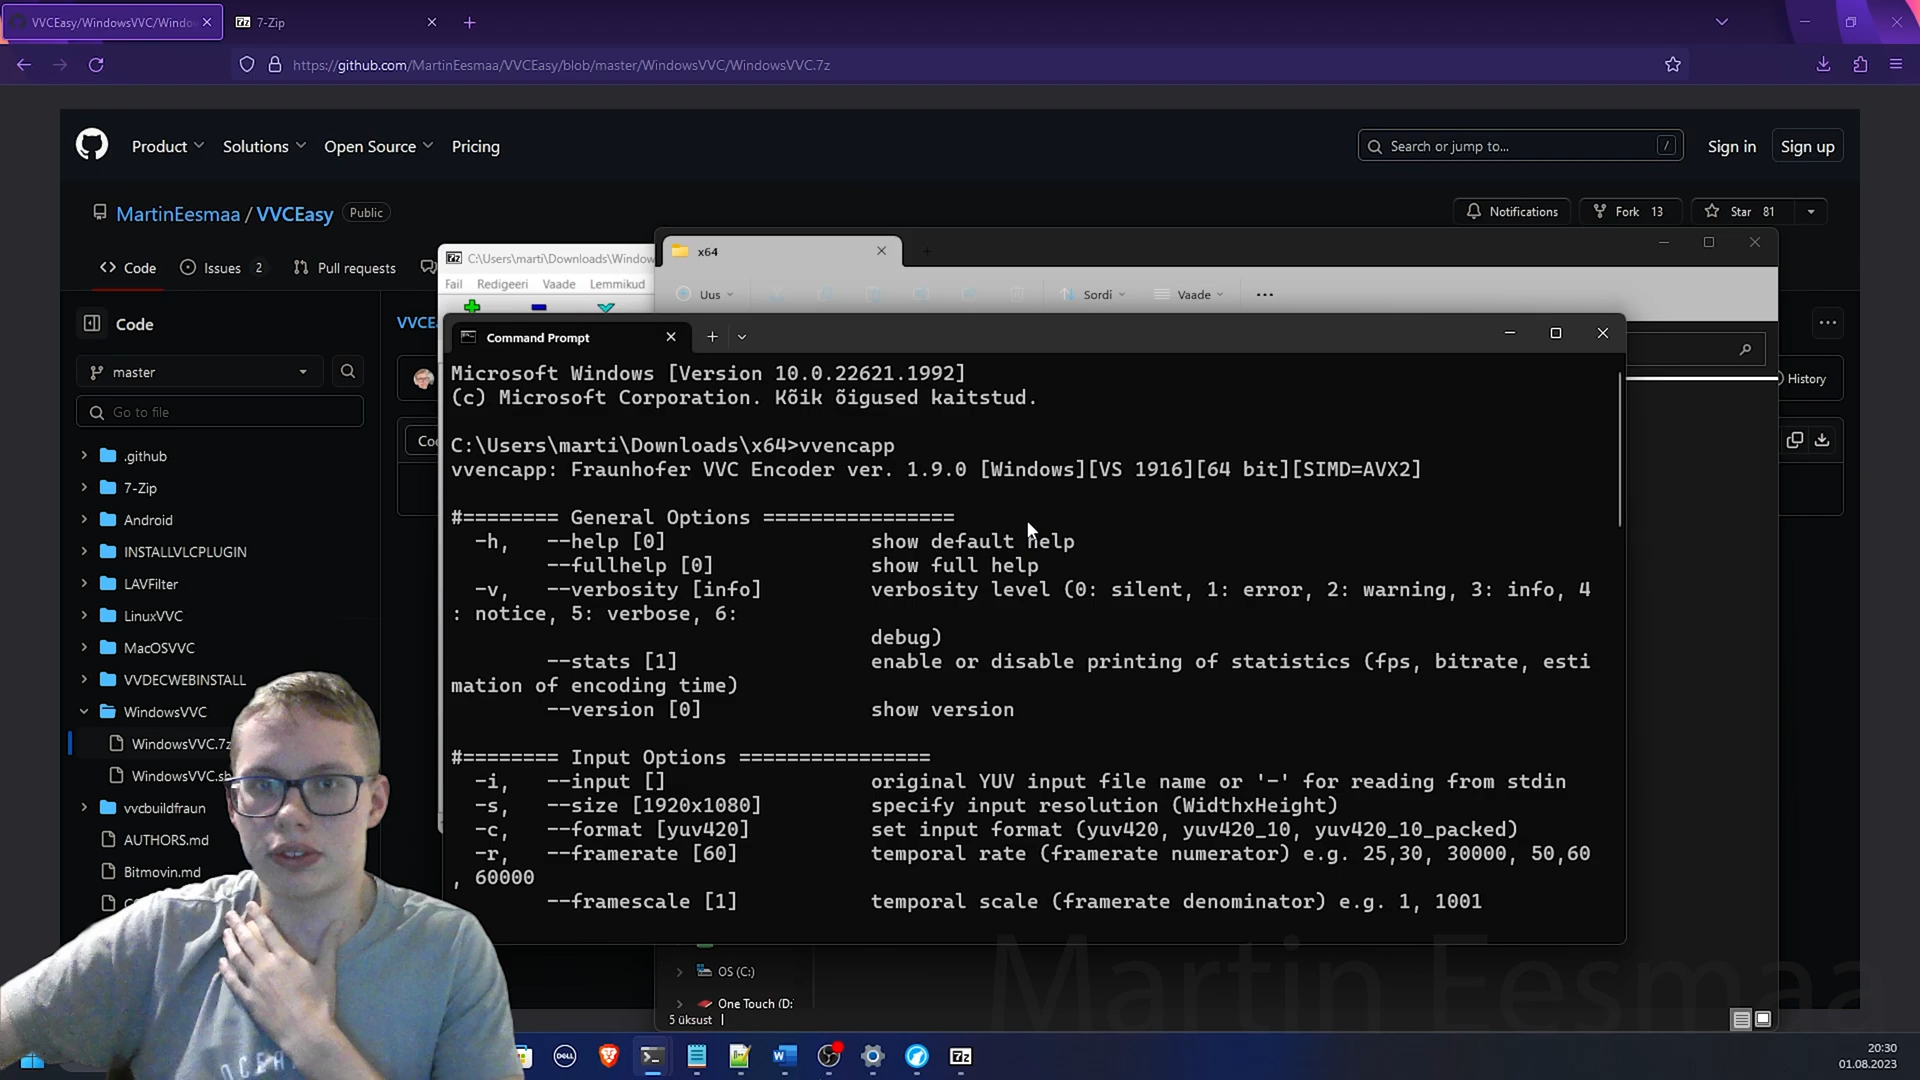 VVCEasy/WindowsVVC/Windo
7-Zip
https://github.com/MartinEesmaa/VVCEasy/blob/master/WindowsVVC/WindowsVVC.7z
Product
Solutions
Open Source
Pricing
Search or jump to...
/
Sign in
Sign up
MartinEesmaa / VVCEasy
Public
Notifications
Fork 13
Star 81
Code
Issues 2
Pull requests
7z C:\Users\marti\Downloads\Window
Fail Redigeeri Vaade Lemmikud
x64
Uus
Sordi
Vaade
Code
master
Go to file
VVCEa
Co
History
.github
7-Zip
Android
INSTALLVLCPLUGIN
LAVFilter
LinuxVVC
MacOSVVC
VVDECWEBINSTALL
WindowsVVC
WindowsVVC.7z
WindowsVVC.sh
vvcbuildfraun
AUTHORS.md
Bitmovin.md
Command Prompt
Microsoft Windows [Version 10.0.22621.1992]
(c) Microsoft Corporation. Kõik õigused kaitstud.
C:\Users\marti\Downloads\x64>vvencapp
vvencapp: Fraunhofer VVC Encoder ver. 1.9.0 [Windows][VS 1916][64 bit][SIMD=AVX2]
#======== General Options ================
-h, --help [0] show default help
--fullhelp [0] show full help
-v, --verbosity [info] verbosity level (0: silent, 1: error, 2: warning, 3: info, 4
: notice, 5: verbose, 6:
debug)
--stats [1] enable or disable printing of statistics (fps, bitrate, esti
mation of encoding time)
--version [0] show version
#======== Input Options ================
-i, --input [] original YUV input file name or '-' for reading from stdin
-s, --size [1920x1080] specify input resolution (WidthxHeight)
-c, --format [yuv420] set input format (yuv420, yuv420_10, yuv420_10_packed)
-r, --framerate [60] temporal rate (framerate numerator) e.g. 25,30, 30000, 50,60
, 60000
--framescale [1] temporal scale (framerate denominator) e.g. 1, 1001
OS (C:)
One Touch (D:
5 üksust
Martin Eesmaa
DELL
7z
20:30
01.08.2023